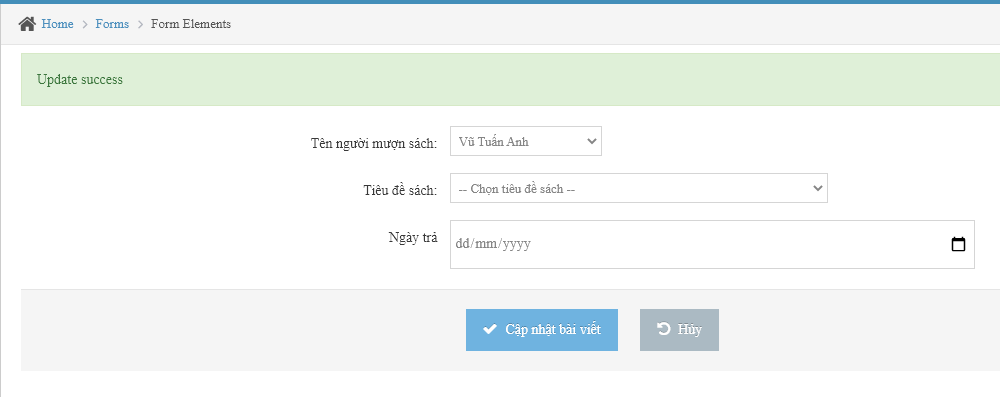 Home > Forms > Form Elements
Update success
Tên người mượn sách: Vũ Tuấn Anh
Tiêu đề sách: -- Chọn tiêu đề sách --
Ngày trả dd/mm/yyyy
Cập nhật bài viết Hủy